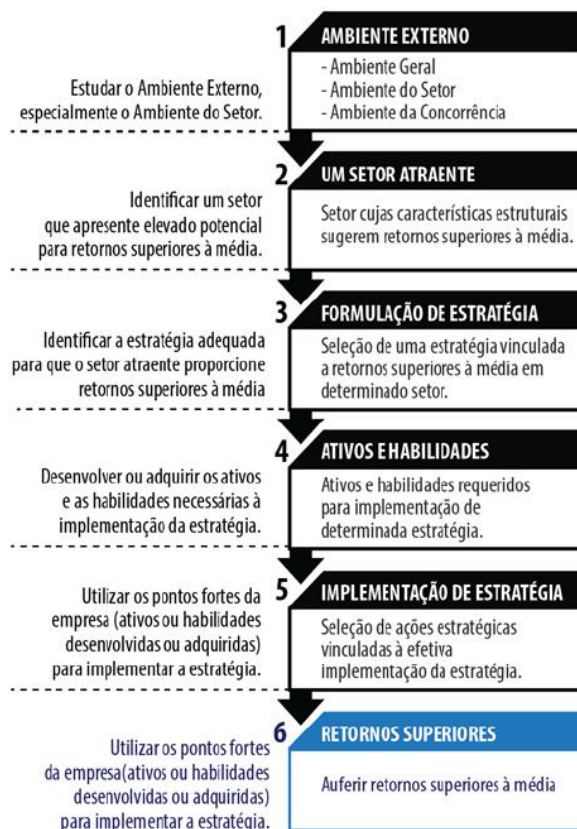 1
AMBIENTE EXTERNO
Estudar o Ambiente Externo,
especialmente o Ambiente do Setor.
- Ambiente Geral
- Ambiente do Setor
- Ambiente da Concorrência
2
UM SETOR ATRAENTE
Identificar um setor
que apresente elevado potencial
para retornos superiores à média.
Setor cujas características estruturais
sugerem retornos superiores à média.
3
FORMULAÇÃO DE ESTRATÉGIA
Identificar a estratégia adequada
para que o setor atraente proporcione
retornos superiores à média
Seleção de uma estratégia vinculada
a retornos superiores à média em
determinado setor.
4
ATIVOS E HABILIDADES
Desenvolver ou adquirir os ativos
e as habilidades necessárias à
implementação da estratégia.
Ativos e habilidades requeridos
para implementação de
determinada estratégia.
5
IMPLEMENTAÇÃO DE ESTRATÉGIA
Utilizar os pontos fortes da
empresa (ativos ou habilidades
desenvolvidas ou adquiridas)
para implementar a estratégia.
Seleção de ações estratégicas
vinculadas à efetiva
implementação da estratégia.
6
RETORNOS SUPERIORES
Utilizar os pontos fortes
da empresa(ativos ou habilidades
desenvolvidas ou adquiridas)
para implementar a estratégia.
Auferir retornos superiores à média